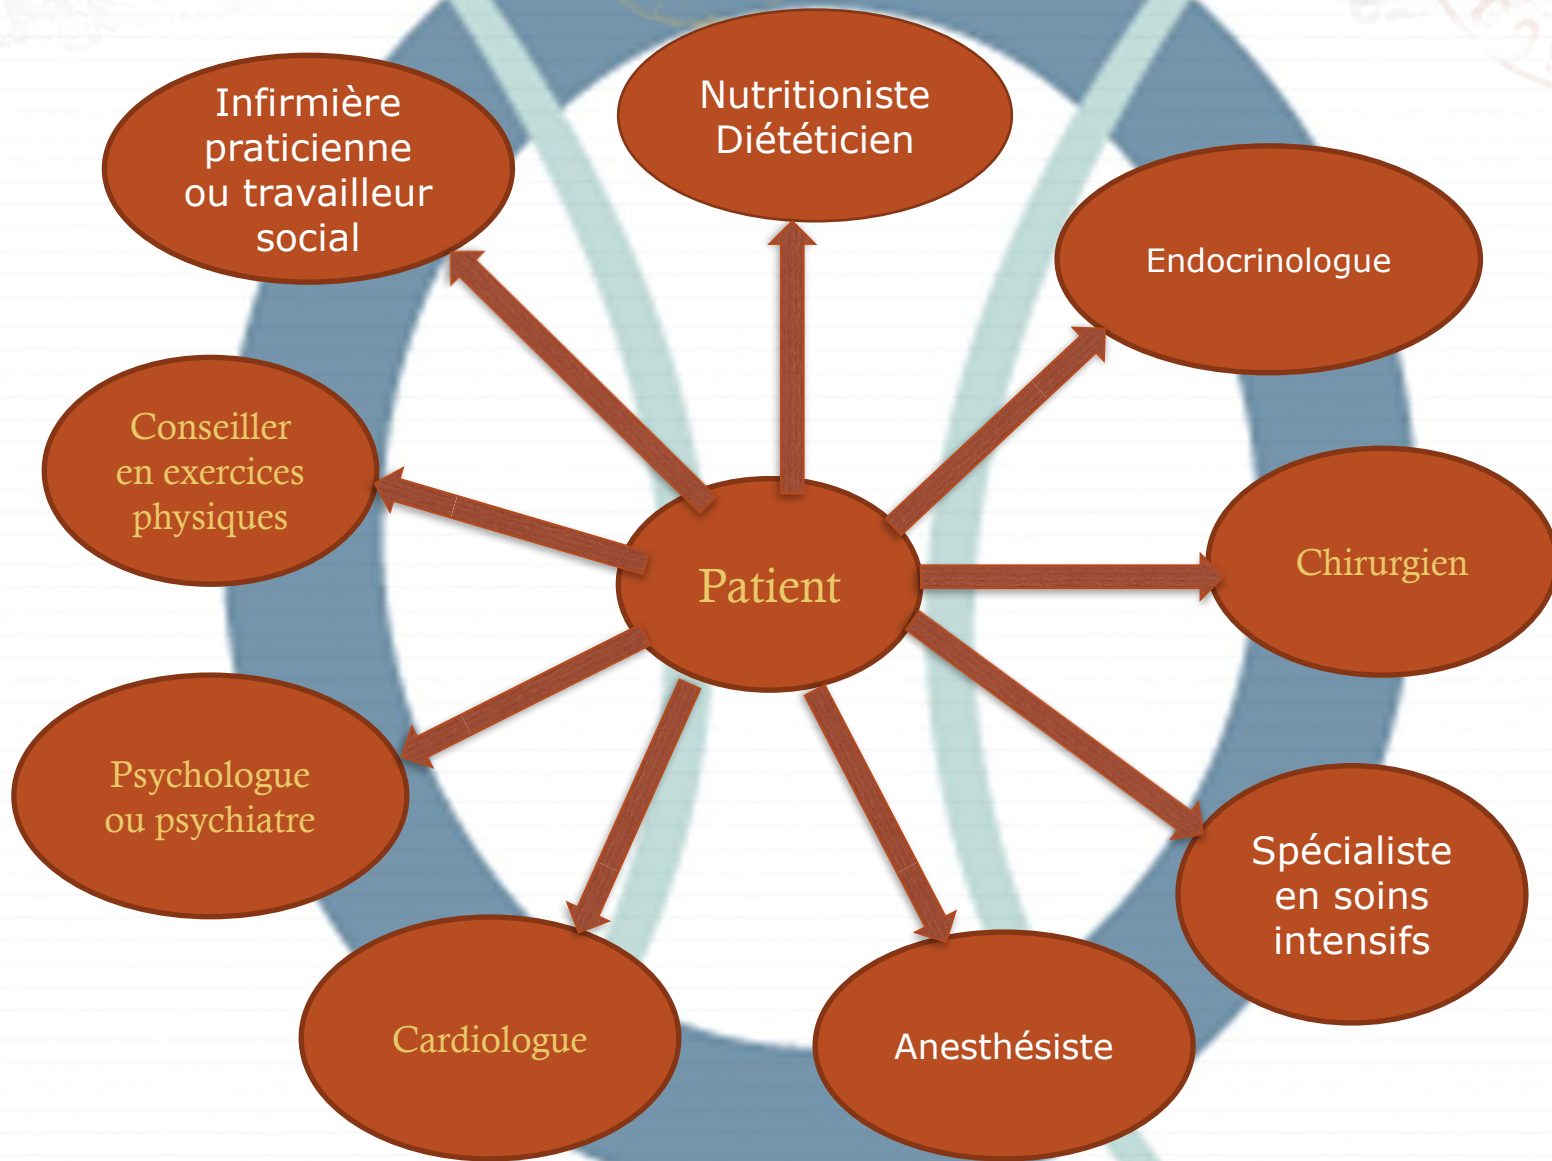 Infirmière
praticienne
ou travailleur
social
Nutritioniste
Diététicien
Endocrinologue
Conseiller
en exercices
physiques
Patient
Chirurgien
Psychologue
ou psychiatre
Spécialiste
en soins
intensifs
Cardiologue
Anesthésiste